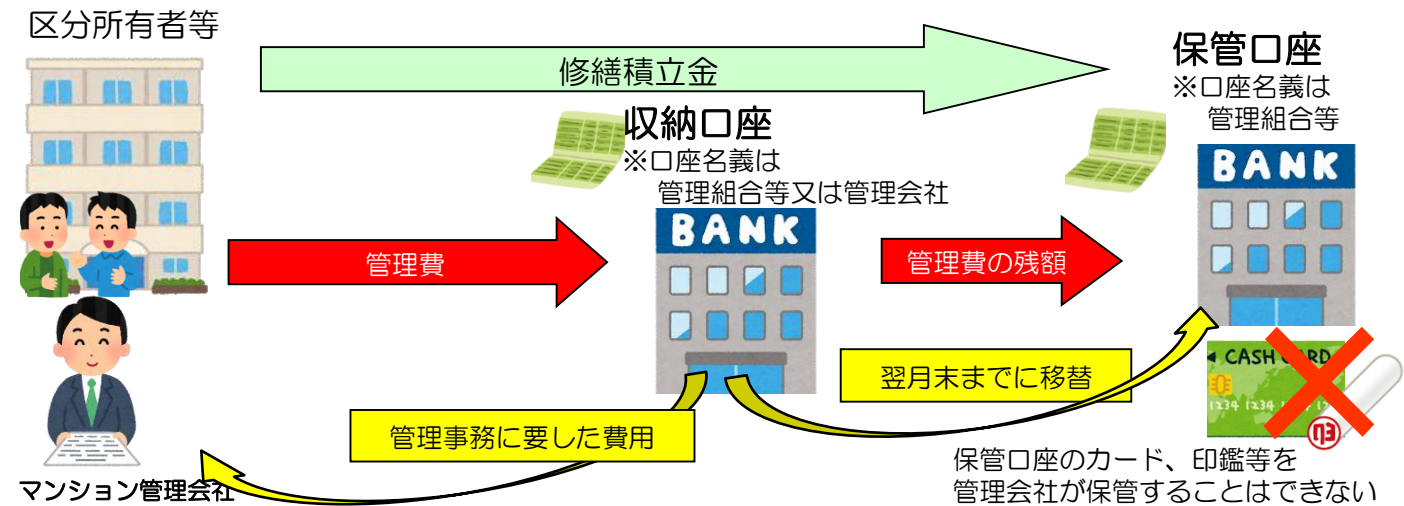 区分所有者等
修繕積立金
保管口座
※口座名義は
管理組合等
収納口座
※口座名義は
管理組合等又は管理会社
BANK
BANK
管理費
管理費の残額
CASH CARD
1234 1234
翌月末までに移替
管理事務に要した費用
マンション管理会社
保管口座のカード、印鑑等を
管理会社が保管することはできない